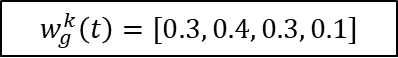 $w_g^k(t) = [0.3, 0.4, 0.3, 0.1]$